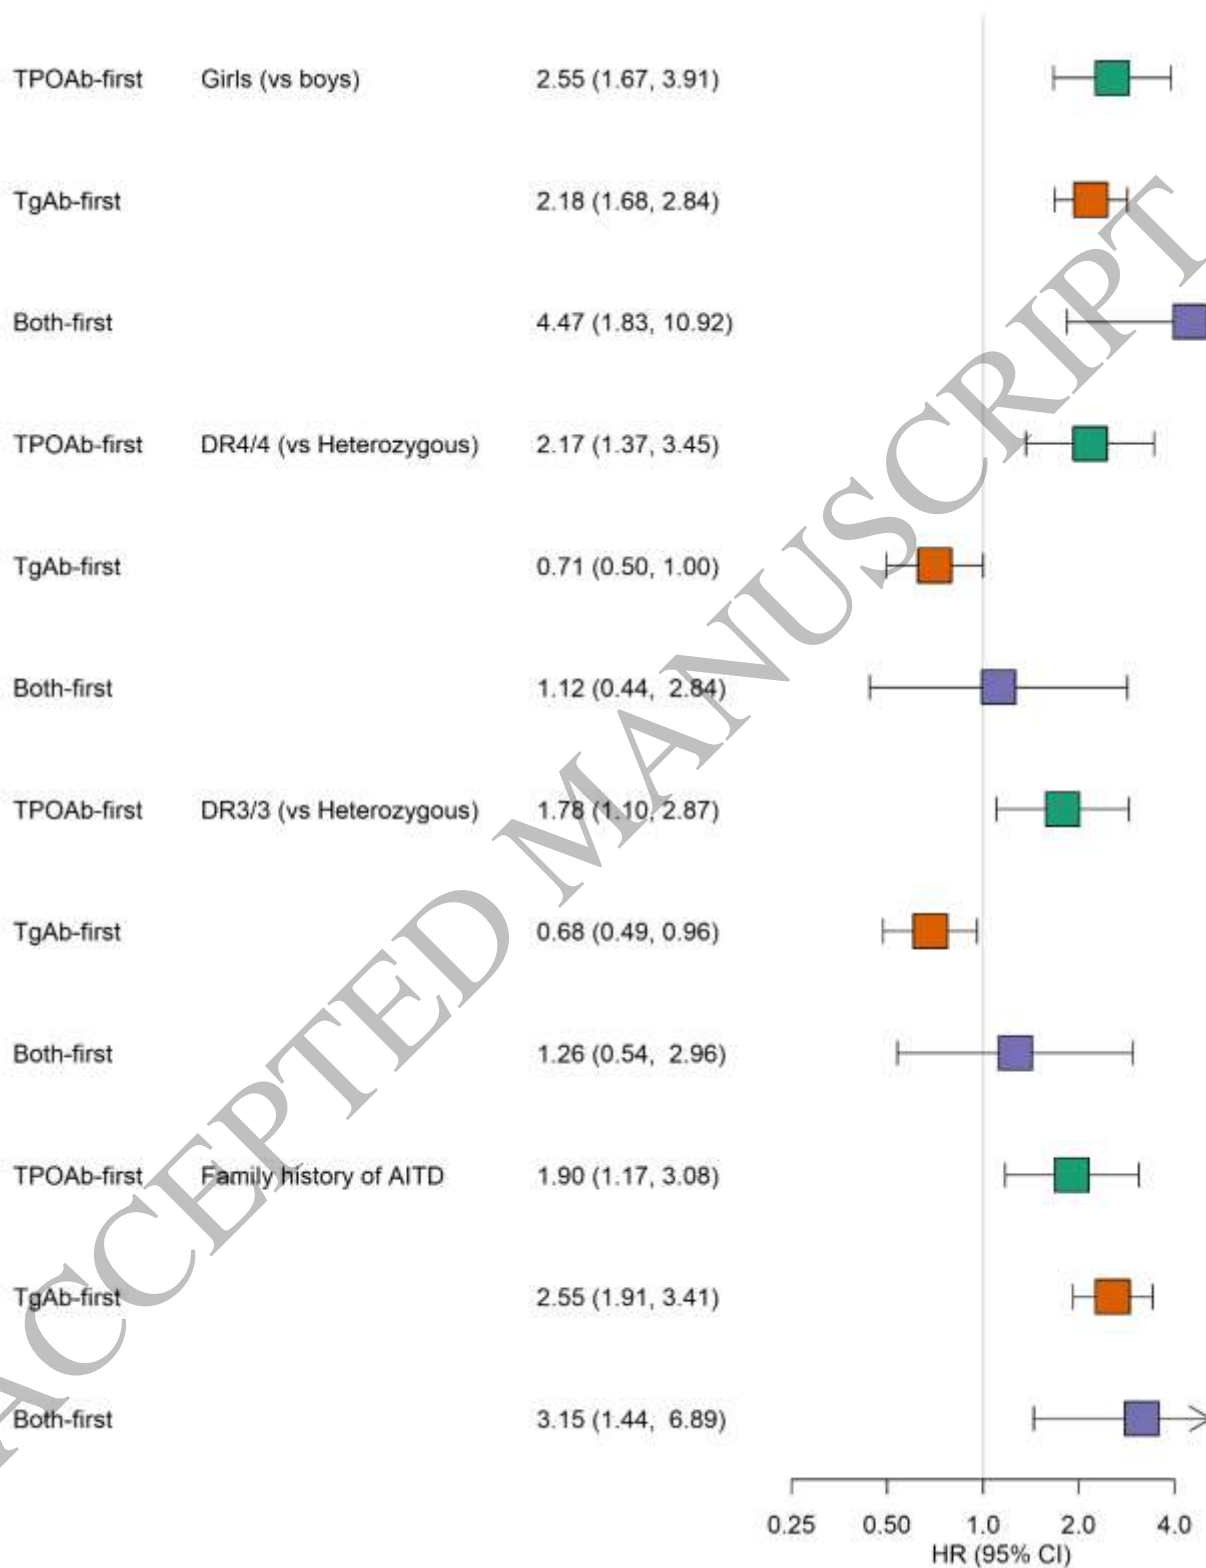 TPOAb-first Girls (vs boys) 2.55 (1.67, 3.91)
TgAb-first 2.18 (1.68, 2.84)
Both-first 4.47 (1.83, 10.92)
TPOAb-first DR4/4 (vs Heterozygous) 2.17 (1.37, 3.45)
TgAb-first 0.71 (0.50, 1.00)
Both-first 1.12 (0.44, 2.84)
TPOAb-first DR3/3 (vs Heterozygous) 1.78 (1.10, 2.87)
TgAb-first 0.68 (0.49, 0.96)
Both-first 1.26 (0.54, 2.96)
TPOAb-first Family history of AITD 1.90 (1.17, 3.08)
TgAb-first 2.55 (1.91, 3.41)
Both-first 3.15 (1.44, 6.89)
0.25 0.50 1.0 2.0 4.0
HR (95% CI)
ACCEPTED MANUSCRIPT